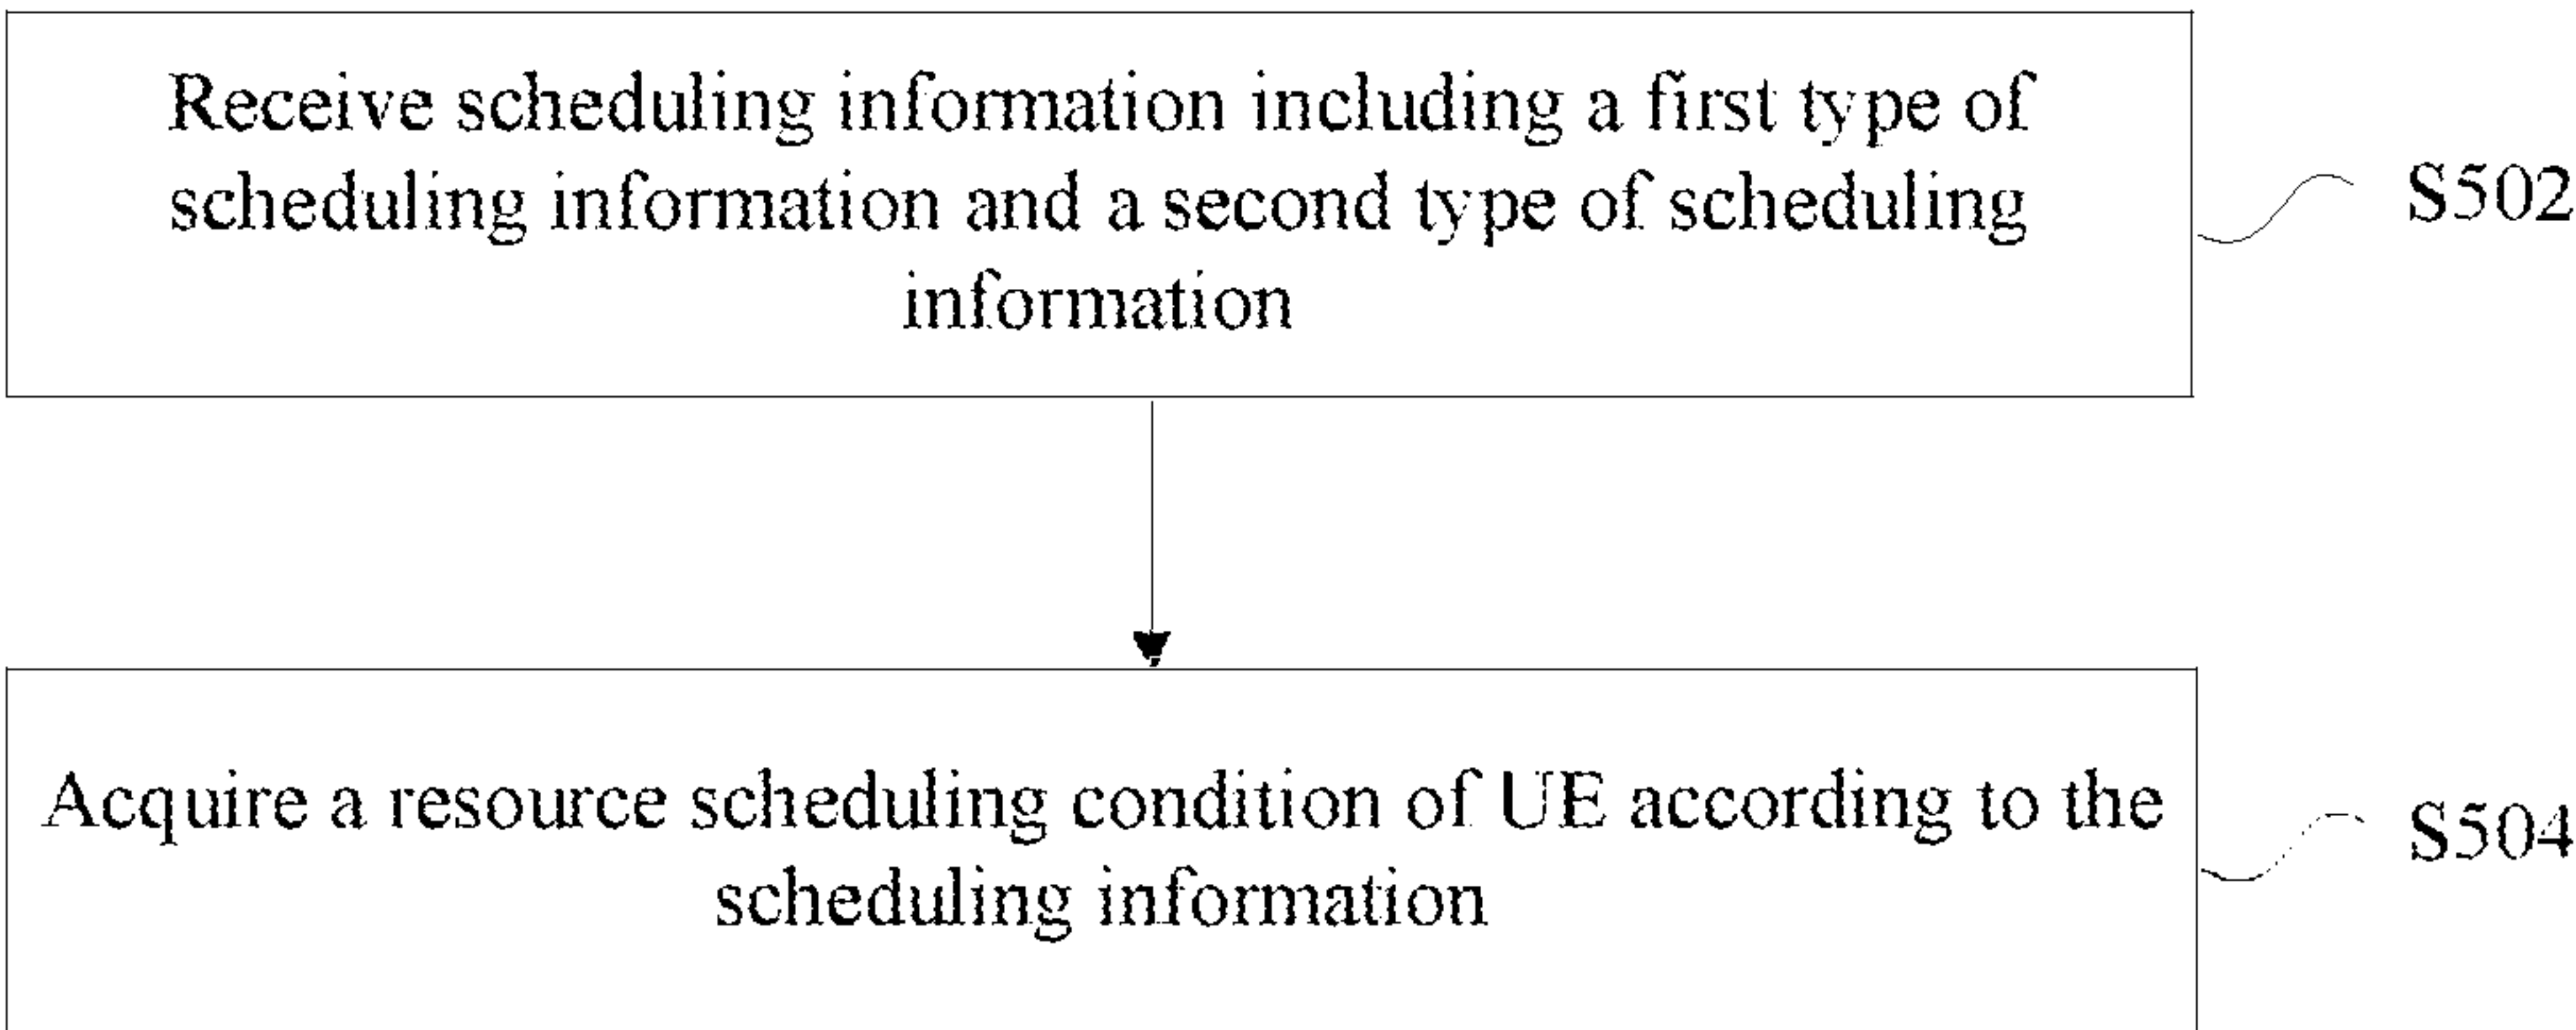 Receive scheduling information including a first type of
scheduling information and a second type of scheduling
information
S502
Acquire a resource scheduling condition of UE according to the
scheduling information
S504